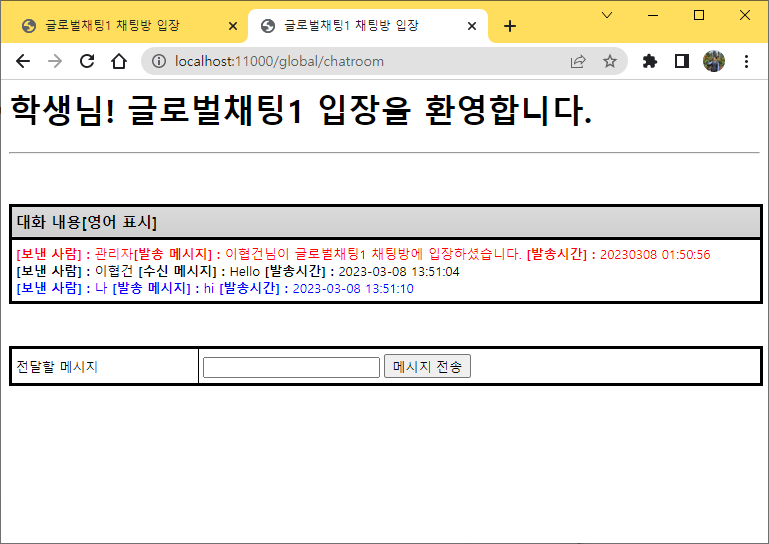 글로벌채팅1 채팅방 입장
글로벌채팅1 채팅방 입장
localhost:11000/global/chatroom
학생님! 글로벌채팅1 입장을 환영합니다.
대화 내용[영어 표시]
[보낸 사람] : 관리자[발송 메시지] : 이협건님이 글로벌채팅1 채팅방에 입장하셨습니다. [발송시간] : 20230308 01:50:56
[보낸 사람] : 이협건 [수신 메시지] : Hello [발송시간] : 2023-03-08 13:51:04
[보낸 사람] : 나 [발송 메시지] : hi [발송시간] : 2023-03-08 13:51:10
전달할 메시지
메시지 전송